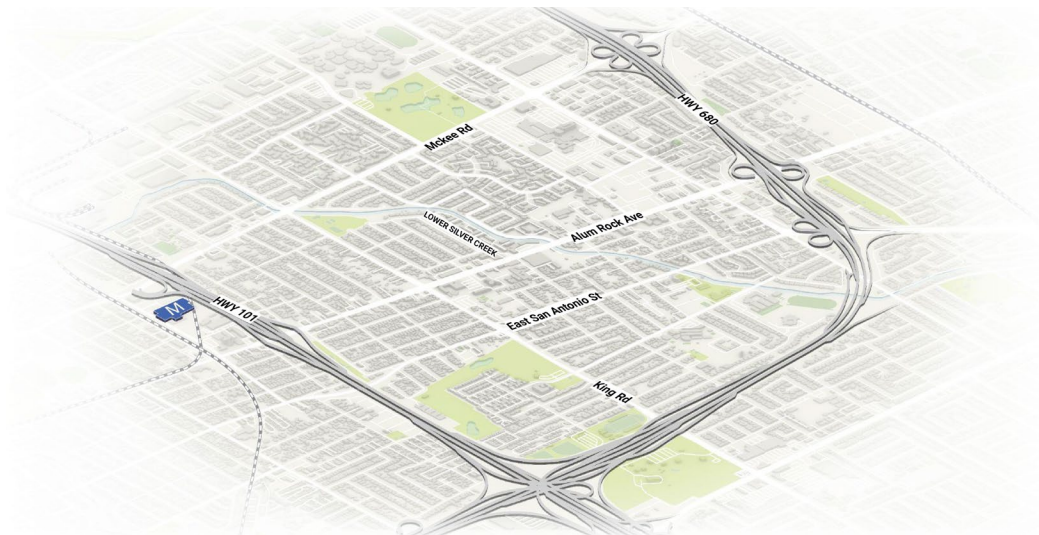 HWY 680
Mckee Rd
LOWER SILVER CREEK
Alum Rock Ave
M
HWY 101
East San Antonio St
King Rd